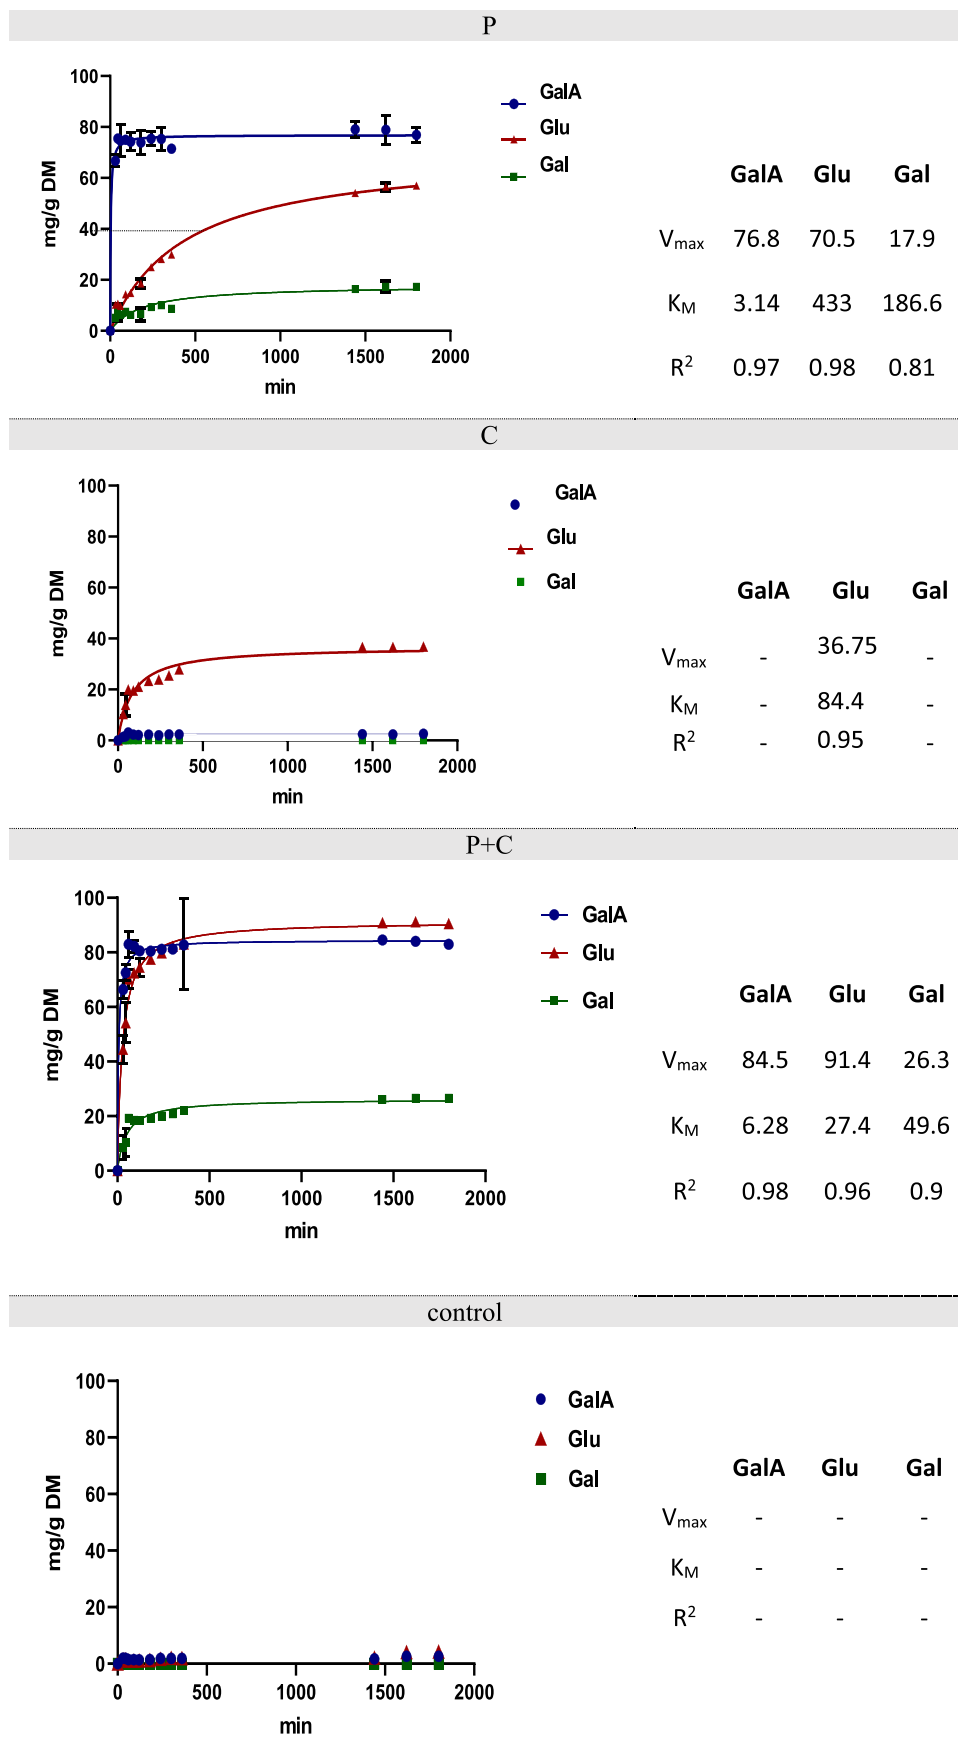 P
100
80
60
40
20
0
mg/g DM
0 500 1000 1500 2000
min
GalA
Glu
Gal
GalA Glu Gal
Vmax 76.8 70.5 17.9
KM 3.14 433 186.6
R2 0.97 0.98 0.81
C
100
80
60
40
20
0
mg/g DM
0 500 1000 1500 2000
min
GalA
Glu
Gal
GalA Glu Gal
Vmax - 36.75 -
KM - 84.4 -
R2 - 0.95 -
P+C
100
80
60
40
20
0
mg/g DM
0 500 1000 1500 2000
min
GalA
Glu
Gal
GalA Glu Gal
Vmax 84.5 91.4 26.3
KM 6.28 27.4 49.6
R2 0.98 0.96 0.9
control
100
80
60
40
20
0
mg/g DM
0 500 1000 1500 2000
min
GalA
Glu
Gal
GalA Glu Gal
Vmax - - -
KM - - -
R2 - - -